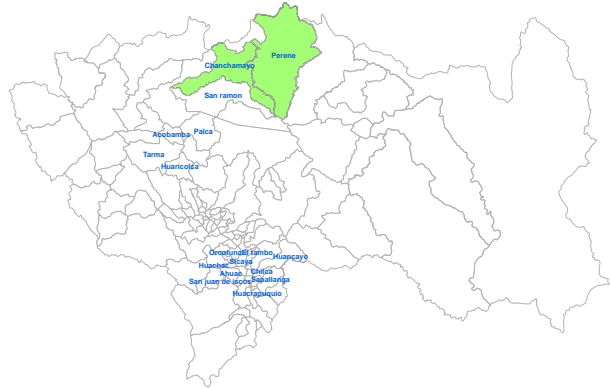 Perene
Chanchamayo
San ramon
Acobamba
Palca
Tarma
Huaricolca
Orcotuna
El tambo
Huancayo
Sicaya
Huachac
Chilca
Ahuac
Sapallanga
San juan de iscos
Huacrapuquio